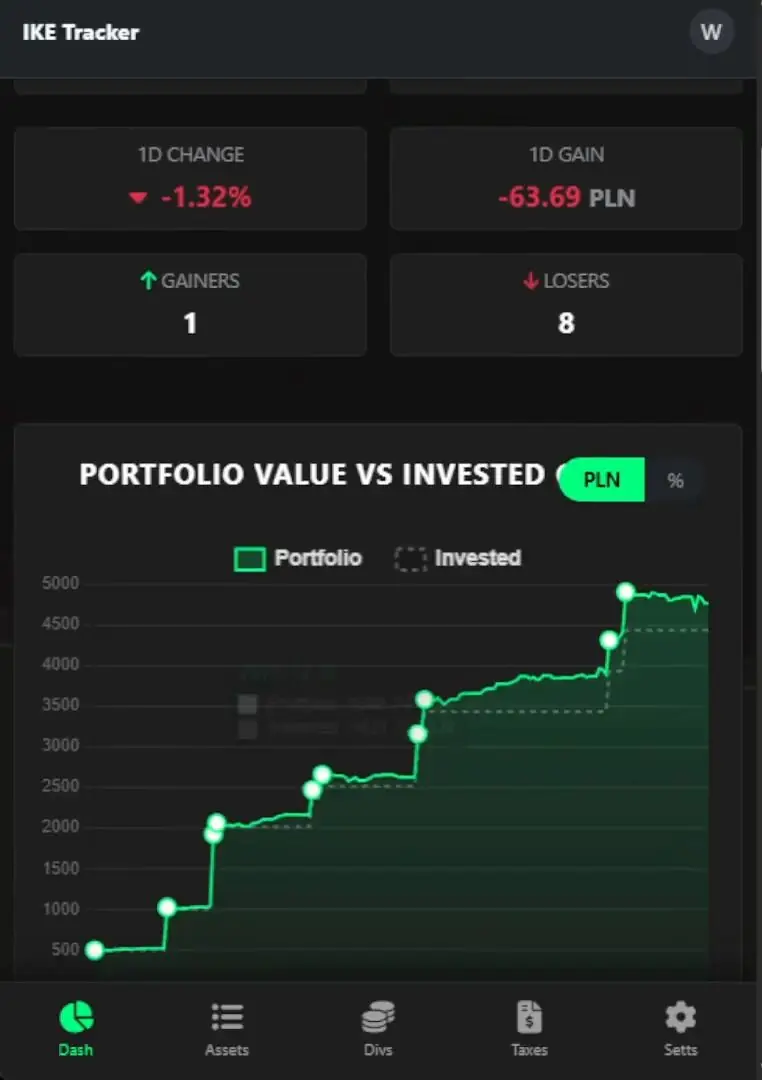 IKE Tracker
W
1D CHANGE
-1.32%
1D GAIN
-63.69 PLN
GAINERS
1
LOSERS
8
PORTFOLIO VALUE VS INVESTED
PLN
%
Portfolio
Invested
5000
4500
4000
3500
3000
2500
2000
1500
1000
500
Dash
Assets
Divs
Taxes
Setts